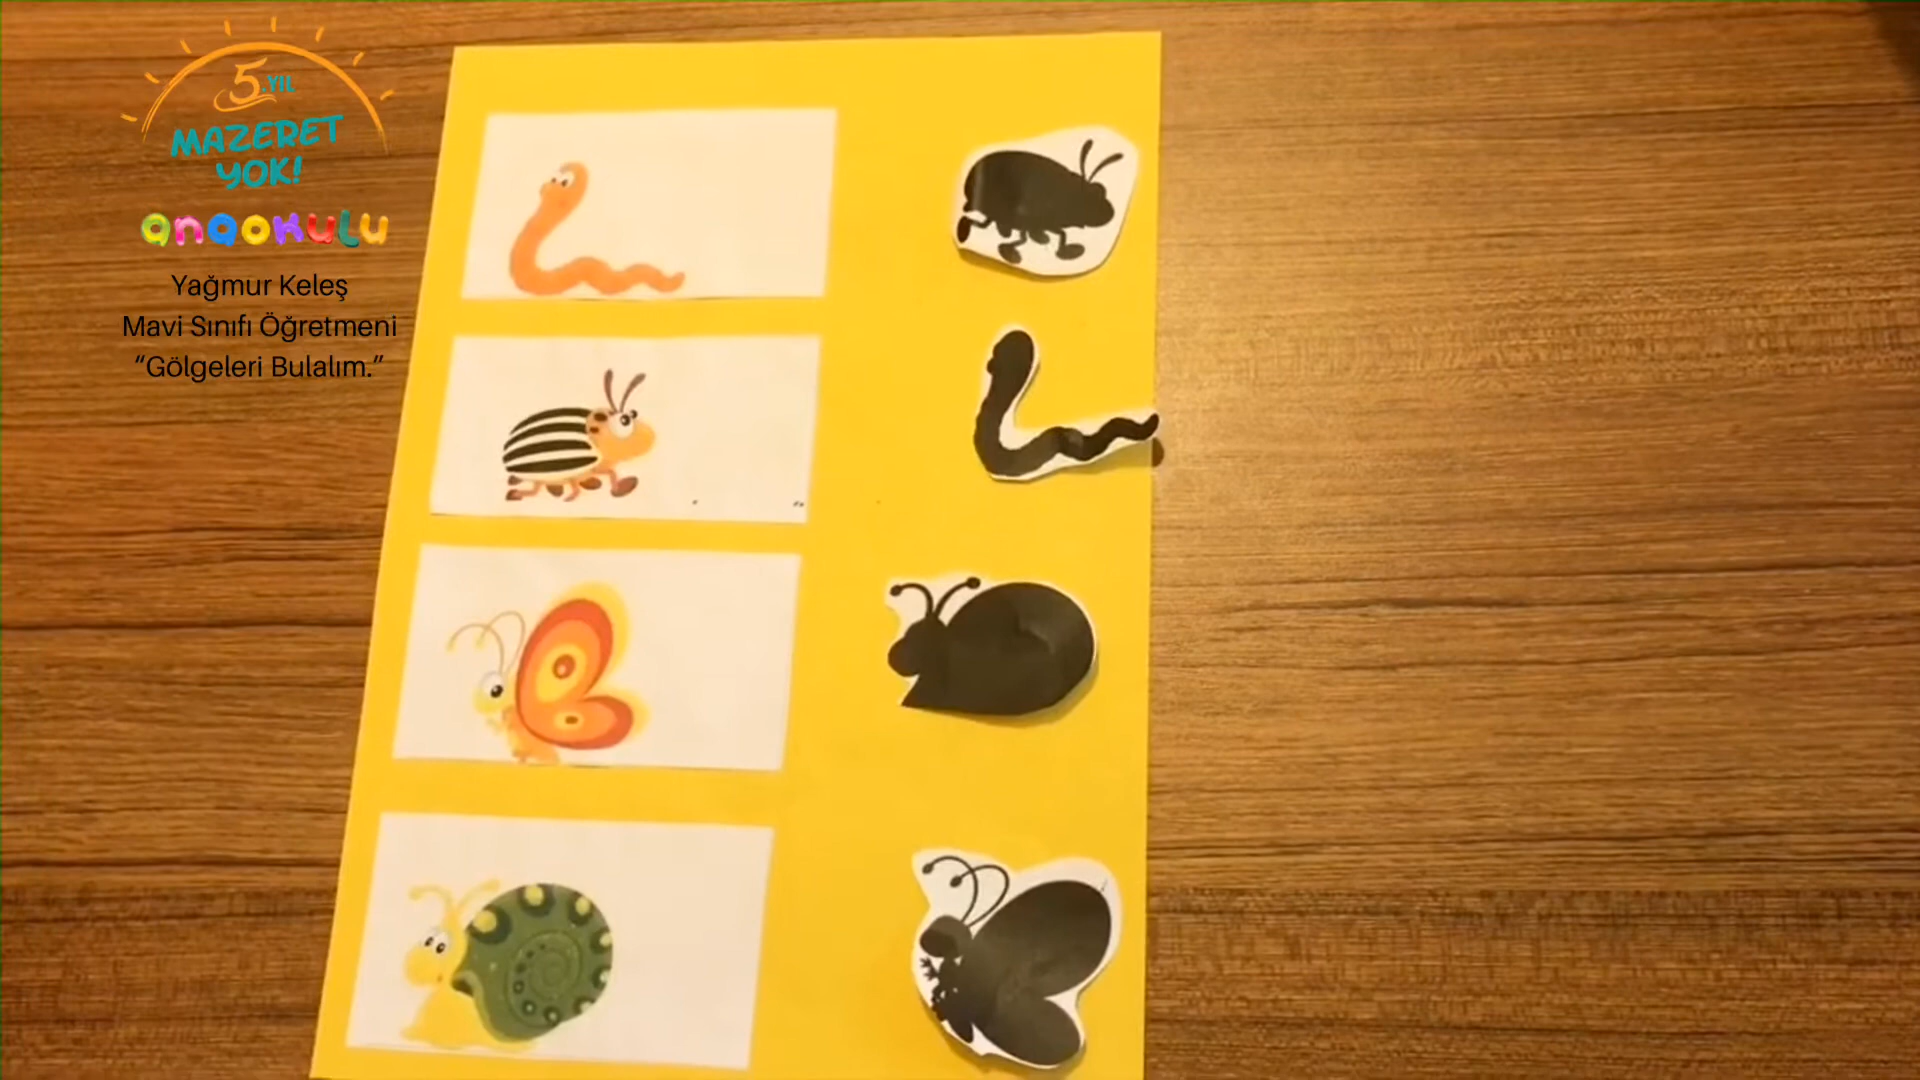 5.YIL
MAZERET
YOK!
anaokulu
Yağmur Keleş
Mavi Sınıfı Öğretmeni
“Gölgeleri Bulalım.”